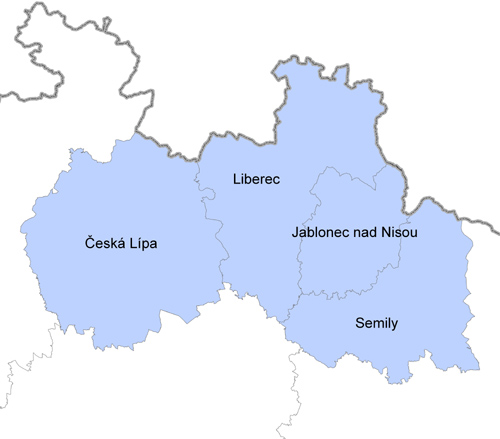 Liberec
Jablonec nad Nisou
Česká Lípa
Semily